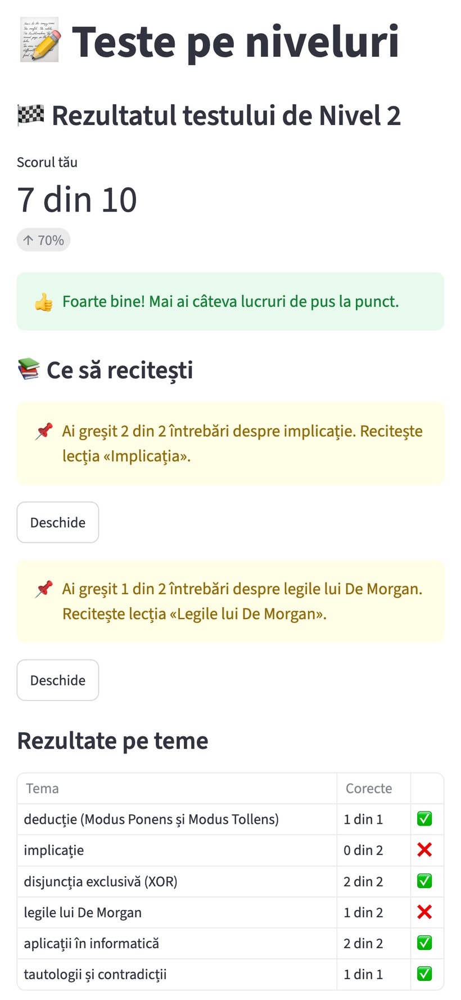 Teste pe niveluri
Rezultatul testului de Nivel 2
Scorul tău
7 din 10
↑ 70%
Foarte bine! Mai ai câteva lucruri de pus la punct.
Ce să recitești
Ai greșit 2 din 2 întrebări despre implicație. Recitește
lecția «Implicația».
Deschide
Ai greșit 1 din 2 întrebări despre legile lui De Morgan.
Recitește lecția «Legile lui De Morgan».
Deschide
Rezultate pe teme
Tema Corecte
deducție (Modus Ponens și Modus Tollens) 1 din 1 ✅
implicație 0 din 2 ❌
disjuncția exclusivă (XOR) 2 din 2 ✅
legile lui De Morgan 1 din 2 ❌
aplicații în informatică 2 din 2 ✅
tautologii și contradicții 1 din 1 ✅